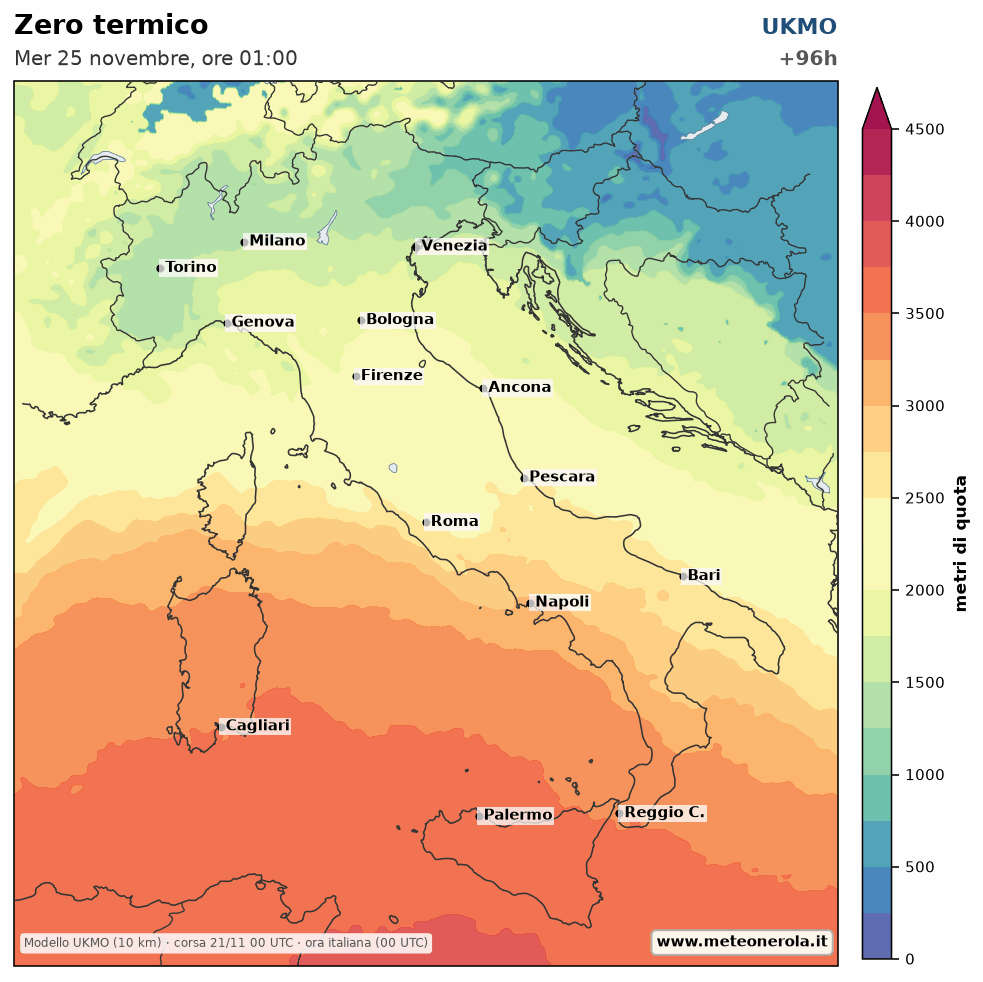 Zero termico
UKMO
Mer 25 novembre, ore 01:00
+96h
Milano
Venezia
Torino
Genova
Bologna
Firenze
Ancona
Pescara
Roma
Bari
Napoli
Cagliari
Palermo
Reggio C.
4500
4000
3500
3000
2500
2000
1500
1000
500
0
metri di quota
Modello UKMO (10 km) · corsa 21/11 00 UTC · ora italiana (00 UTC)
www.meteonerola.it